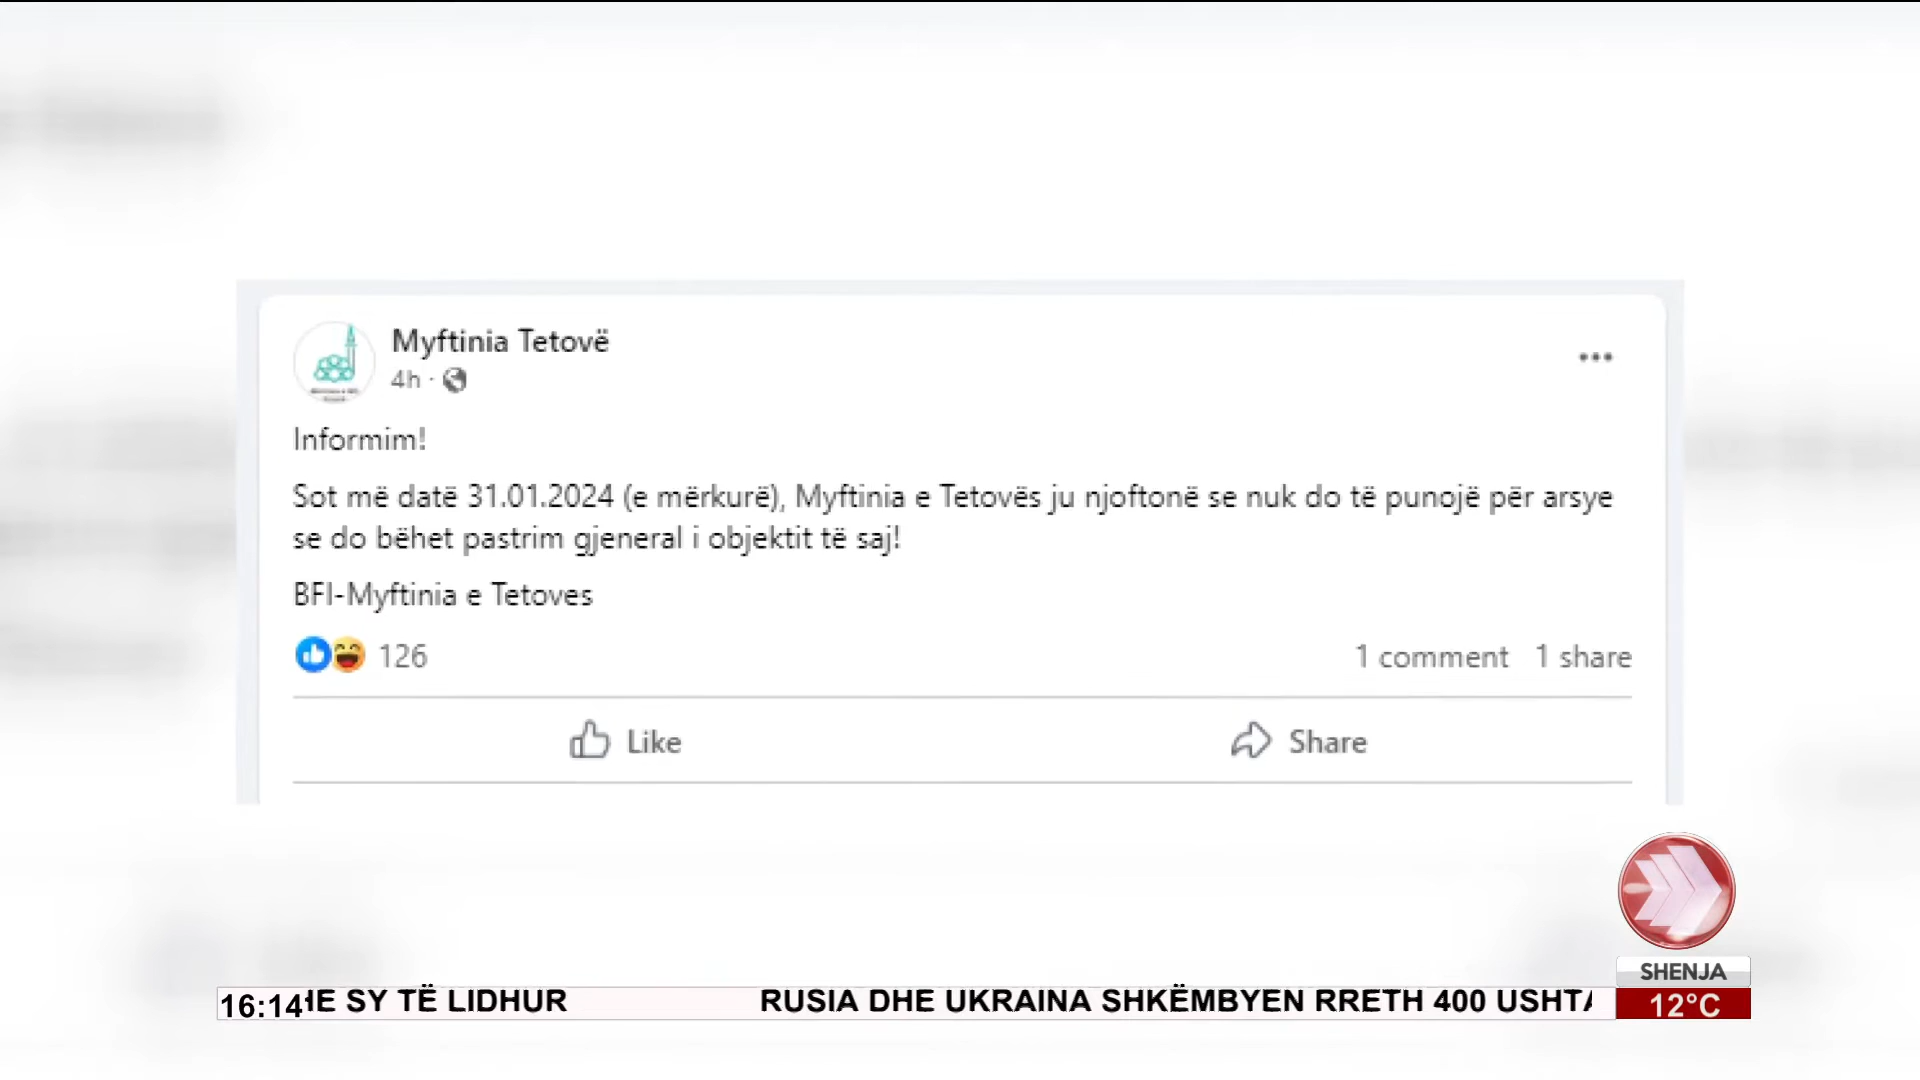 Myftinia Tetovë
4h ·
Informim!
Sot më datë 31.01.2024 (e mërkurë), Myftinia e Tetovës ju njoftonë se nuk do të punojë për arsye
se do bëhet pastrim gjeneral i objektit të saj!
BFI-Myftinia e Tetoves
126
1 comment 1 share
Like
Share
SHENJA
16:14 SY TË LIDHUR RUSIA DHE UKRAINA SHKËMBYEN RRETH 400
12°C